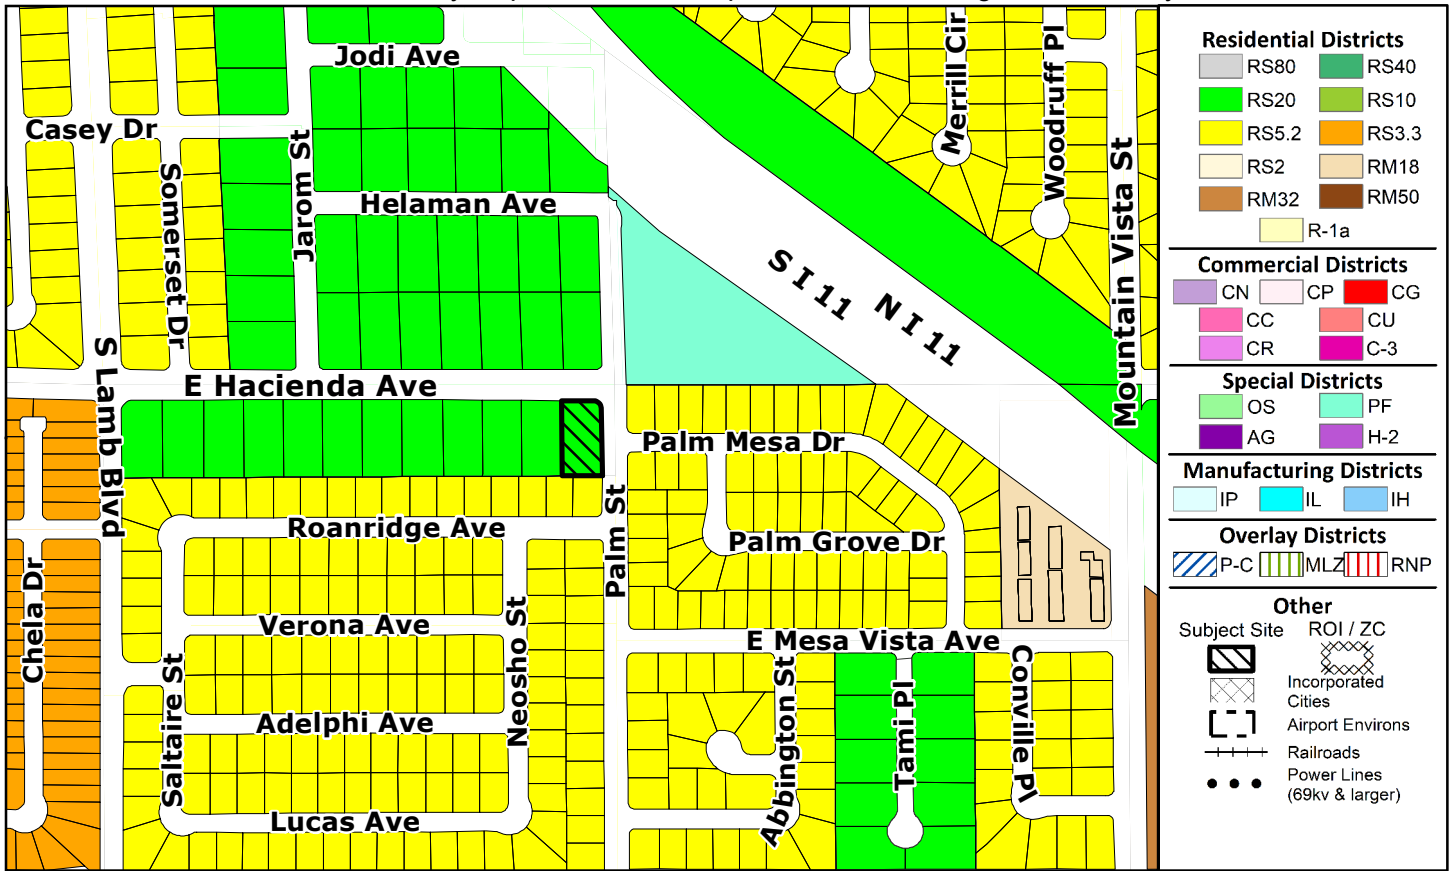 Jodi Ave
Casey Dr
Somerset Dr
Jarom St
Helaman Ave
Merrill Cir
Woodruff Pl
Mountain Vista St
S I 11
N I 11
S Lamb Blvd
E Hacienda Ave
Palm Mesa Dr
Roanridge Ave
Palm St
Palm Grove Dr
Chela Dr
Verona Ave
Neosho St
E Mesa Vista Ave
Saltaire St
Adelphi Ave
Abbington St
Tami Pl
Conville Pl
Lucas Ave
Residential Districts
RS80
RS40
RS20
RS10
RS5.2
RS3.3
RS2
RM18
RM32
RM50
R-1a
Commercial Districts
CN
CP
CG
CC
CU
CR
C-3
Special Districts
OS
PF
AG
H-2
Manufacturing Districts
IP
IL
IH
Overlay Districts
P-C
MLZ
RNP
Other
Subject Site
ROI / ZC
Incorporated
Cities
Airport Environs
Railroads
Power Lines
(69kv & larger)